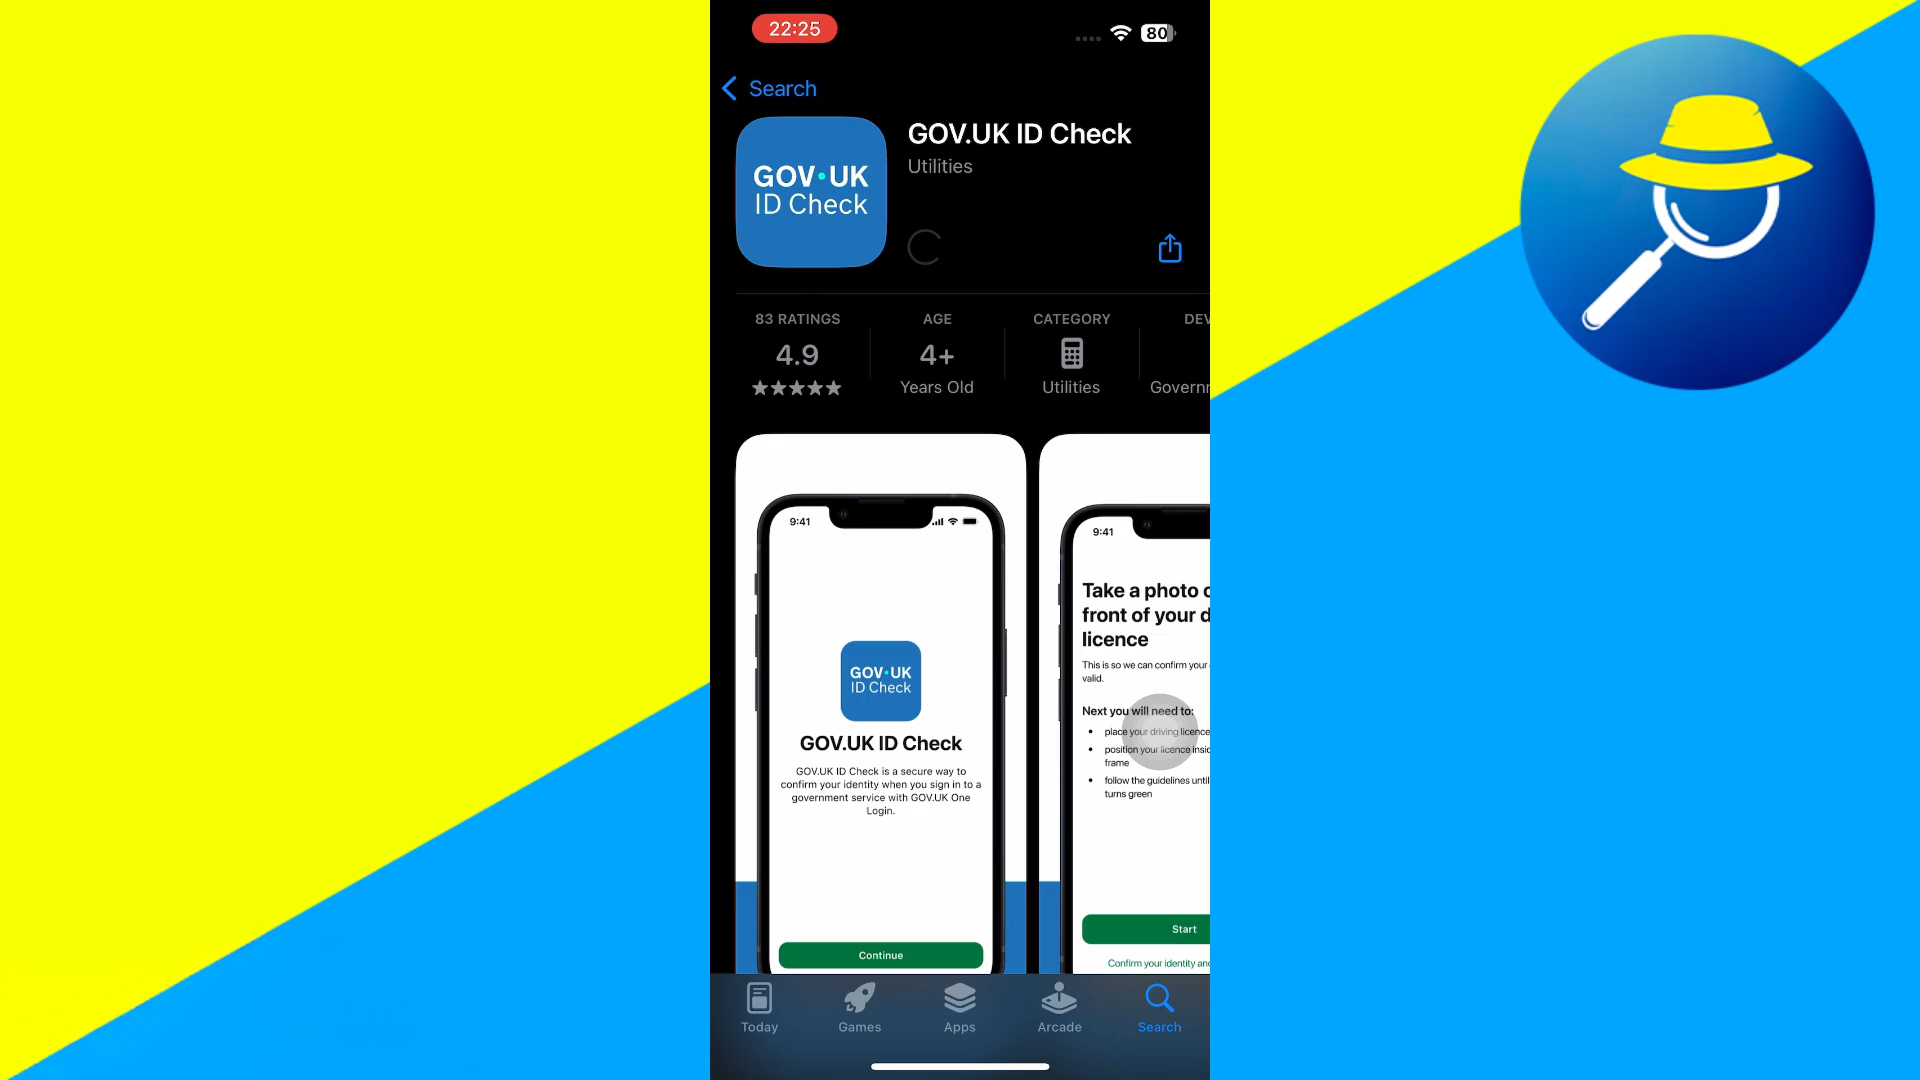 22:25
80
Search
GOV.UK ID Check
Utilities
GOV·UK
ID Check
83 RATINGS
4.9
AGE
4+
Years Old
CATEGORY
Utilities
DEV
Governm
9:41
GOV·UK
ID Check
GOV.UK ID Check
GOV.UK ID Check is a secure way to
confirm your identity when you sign in to a
government service with GOV.UK One
Login.
Continue
9:41
Take a photo
front of your d
licence
This is so we can confirm your
valid.
Next you will need to:
place your driving licence
position your licence insid
frame
follow the guidelines until
turns green
Start
Confirm your identity an
Today
Games
Apps
Arcade
Search